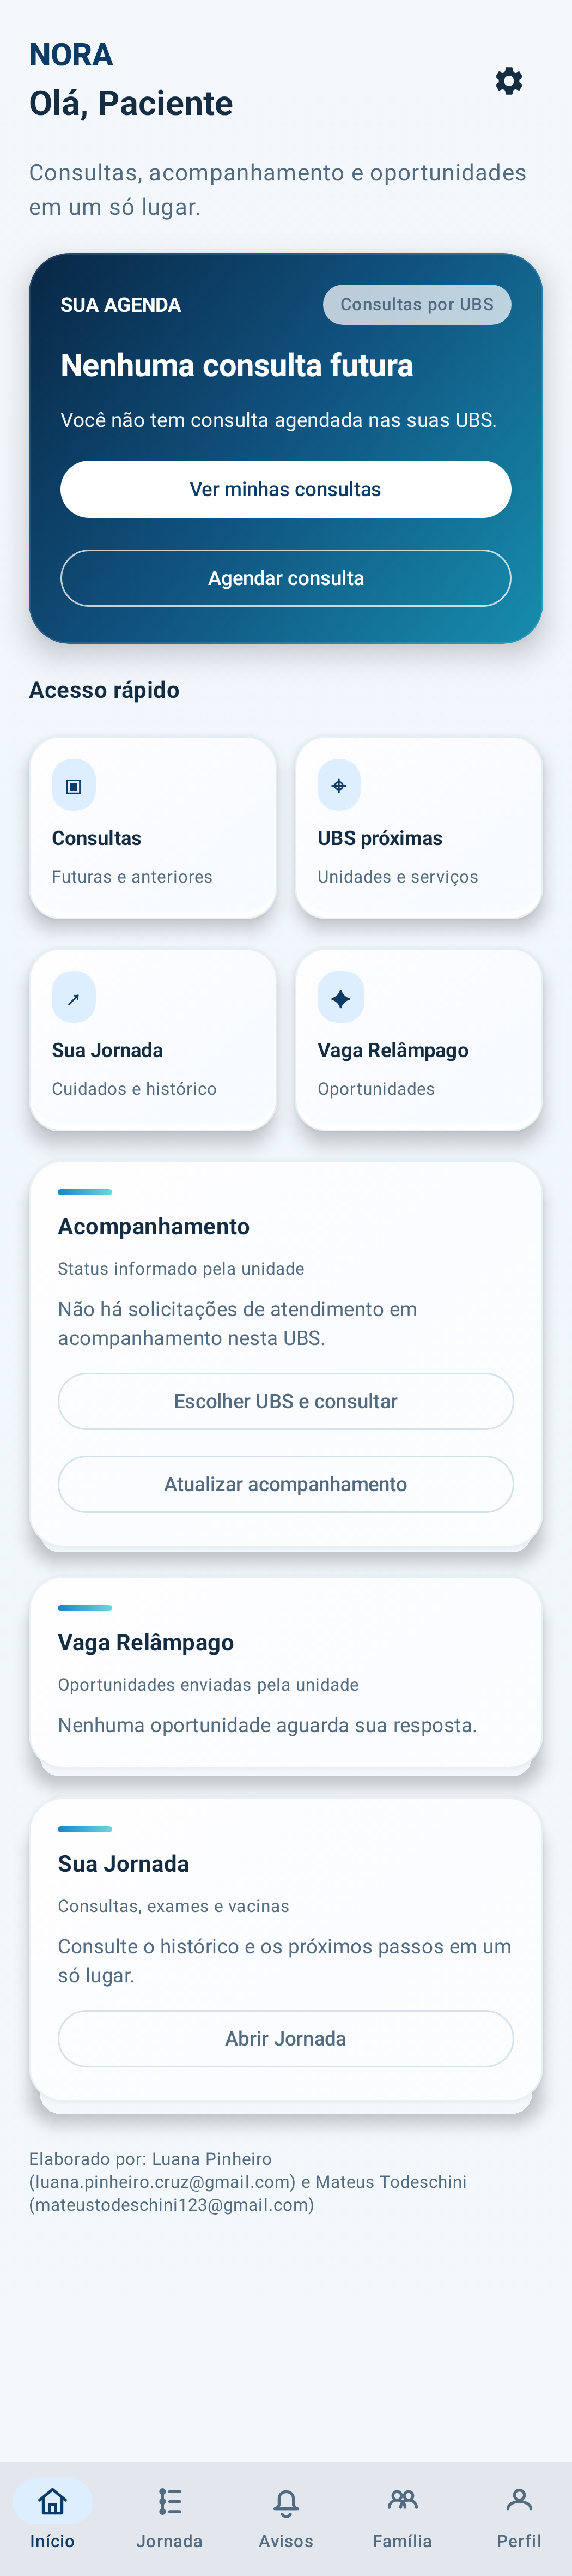 NORA
Olá, Paciente
Consultas, acompanhamento e oportunidades
em um só lugar.
SUA AGENDA
Consultas por UBS
Nenhuma consulta futura
Você não tem consulta agendada nas suas UBS.
Ver minhas consultas
Agendar consulta
Acesso rápido
Consultas
Futuras e anteriores
UBS próximas
Unidades e serviços
Sua Jornada
Cuidados e histórico
Vaga Relâmpago
Oportunidades
Acompanhamento
Status informado pela unidade
Não há solicitações de atendimento em
acompanhamento nesta UBS.
Escolher UBS e consultar
Atualizar acompanhamento
Vaga Relâmpago
Oportunidades enviadas pela unidade
Nenhuma oportunidade aguarda sua resposta.
Sua Jornada
Consultas, exames e vacinas
Consulte o histórico e os próximos passos em um
só lugar.
Abrir Jornada
Elaborado por: Luana Pinheiro
(luana.pinheiro.cruz@gmail.com) e Mateus Todeschini
(mateustodeschini123@gmail.com)
Início
Jornada
Avisos
Família
Perfil